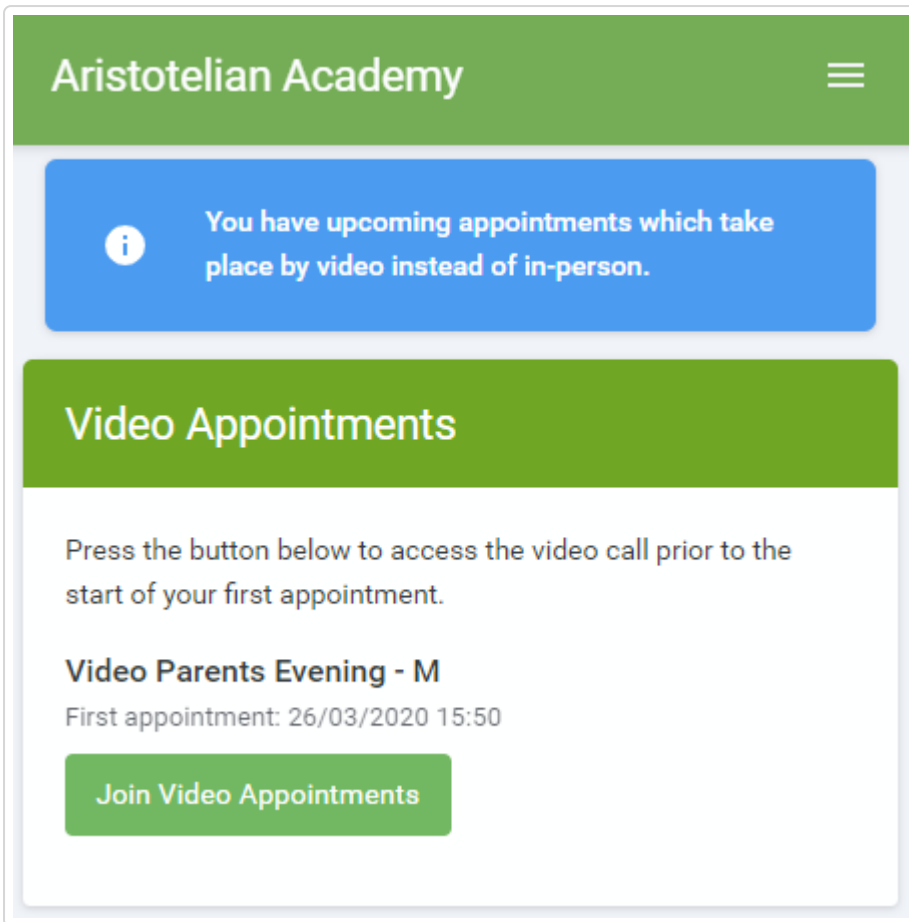 Aristotelian Academy
You have upcoming appointments which take
place by video instead of in-person.
Video Appointments
Press the button below to access the video call prior to the
start of your first appointment.
Video Parents Evening - M
First appointment: 26/03/2020 15:50
Join Video Appointments